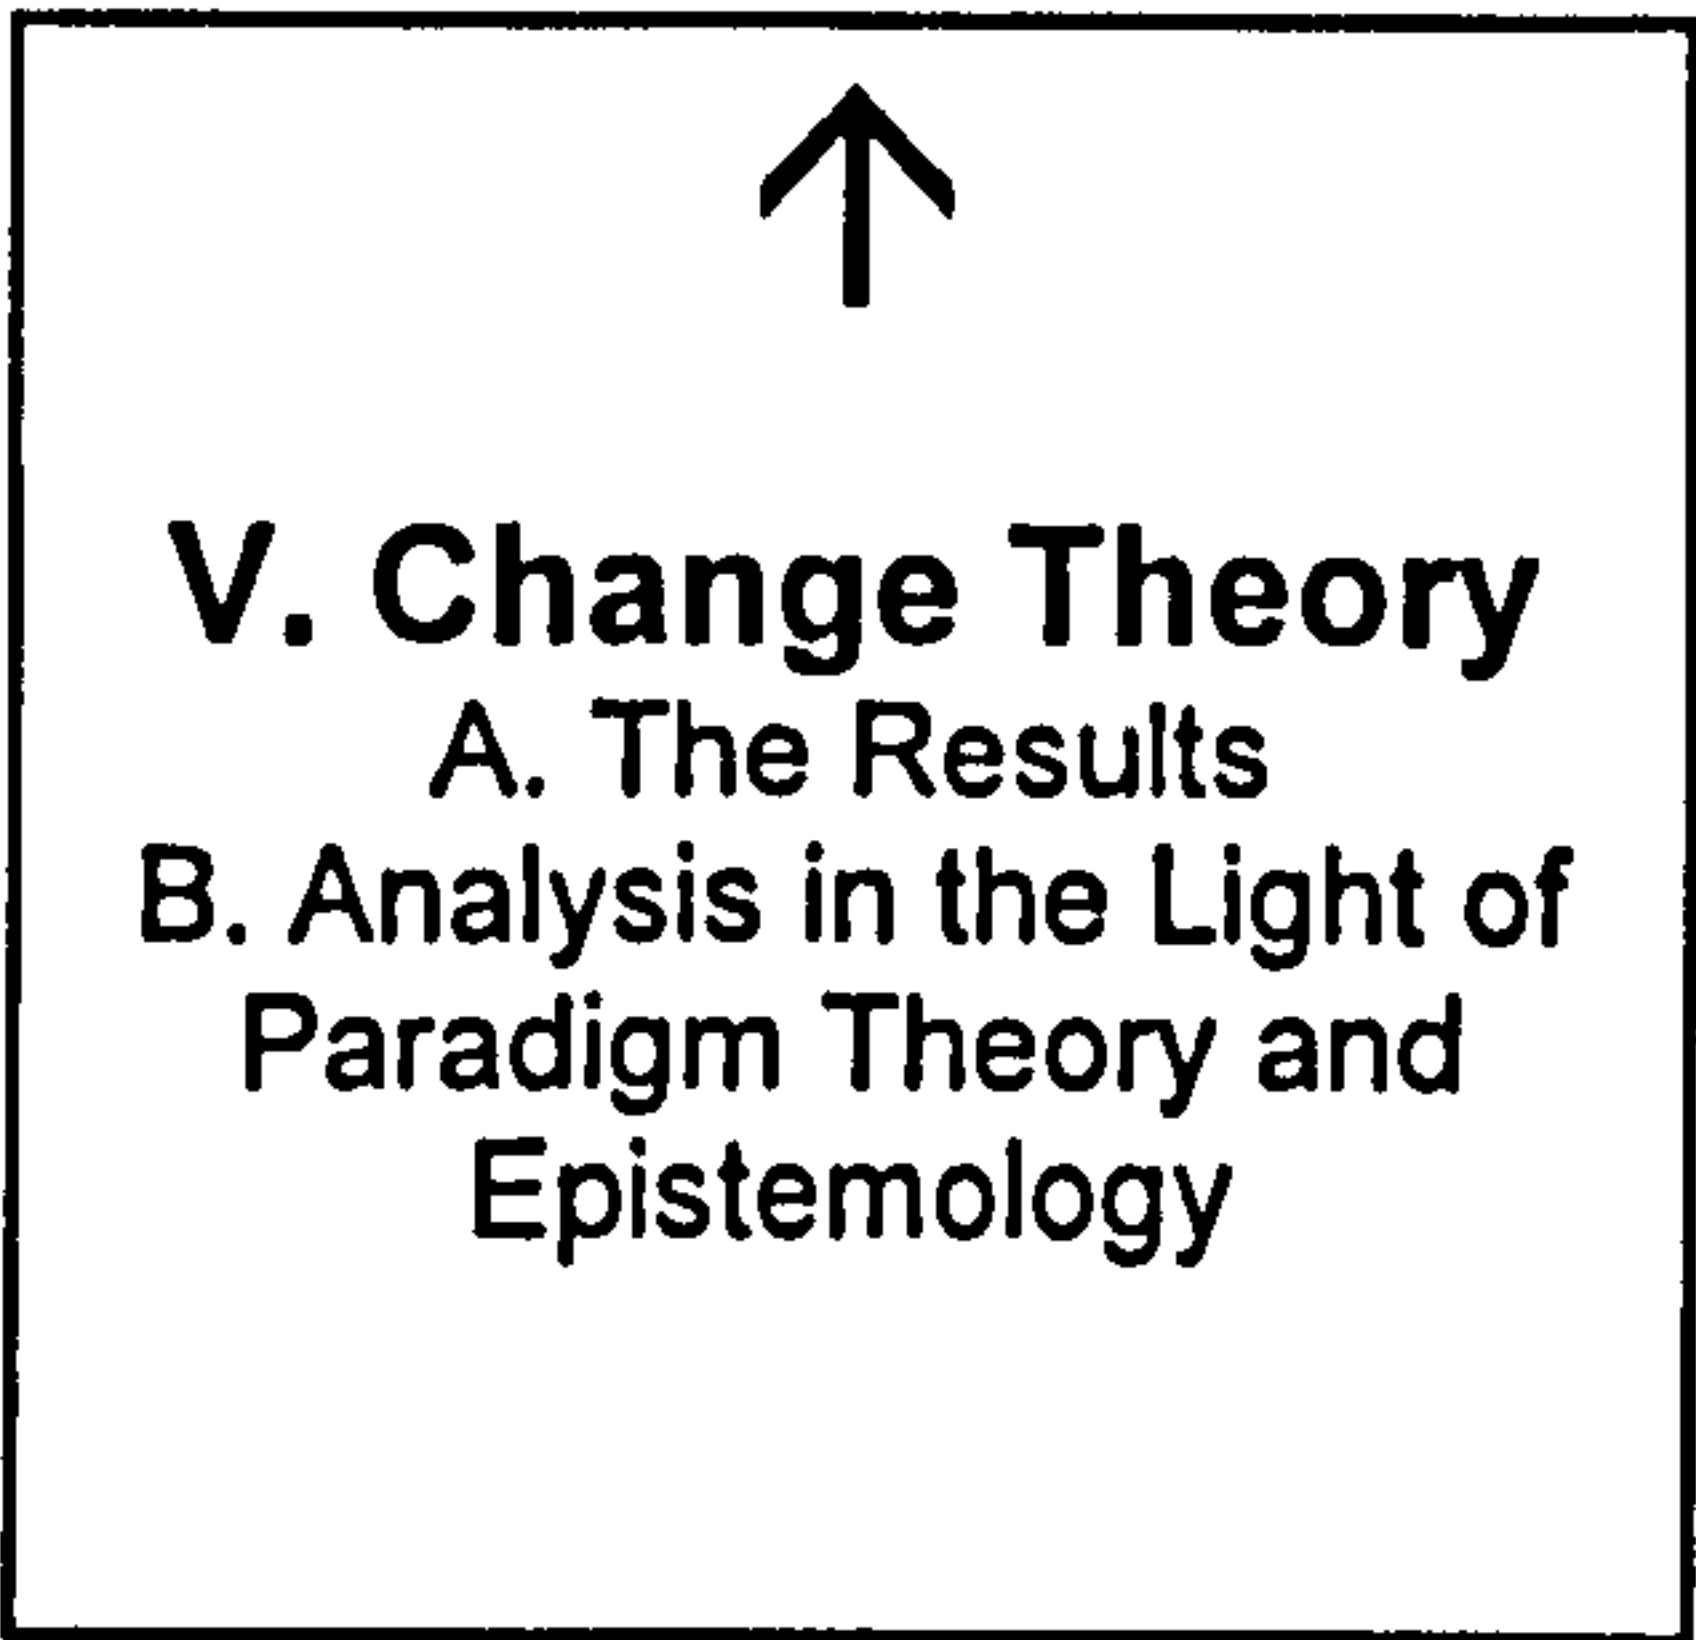 V. Change Theory
A. The Results
B. Analysis in the Light of
Paradigm Theory and
Epistemology